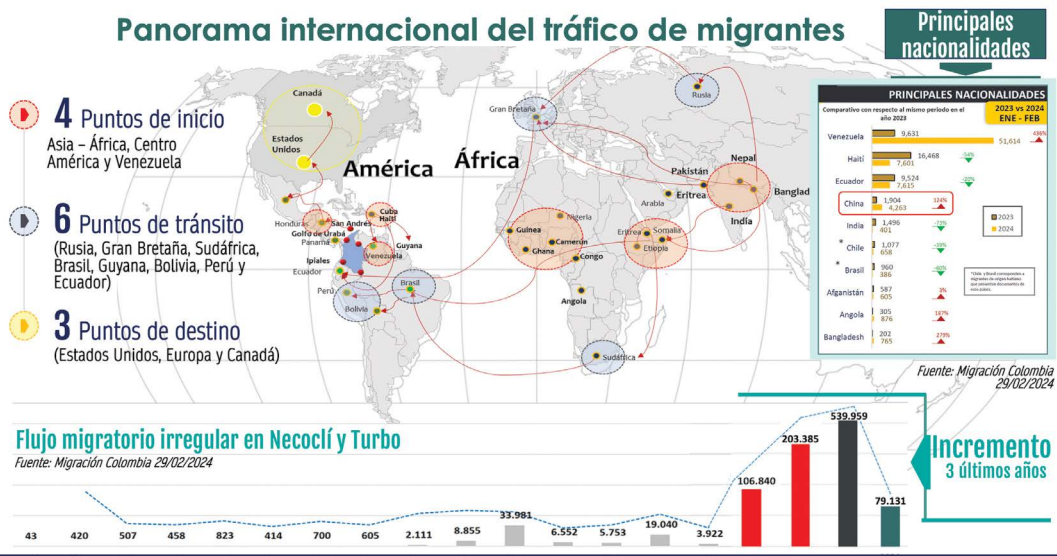 Panorama internacional del tráfico de migrantes
Principales
nacionalidades
4 Puntos de inicio
Asia – África, Centro
América y Venezuela
6 Puntos de tránsito
(Rusia, Gran Bretaña, Sudáfrica,
Brasil, Guyana, Bolivia, Perú y
Ecuador)
3 Puntos de destino
(Estados Unidos, Europa y Canadá)
Canadá
Estados
Unidos
América
África
Gran Bretaña
Rusia
Honduras
San Andrés
Cuba
Haití
Golfo de Urabá
Panamá
Guyana
Venezuela
Ipiales
Ecuador
Perú
Brasil
Bolivia
Guinea
Nigeria
Ghana
Camerún
Congo
Angola
Sudáfrica
Eritrea
Somalia
Etiopia
Arabia
Eritrea
Pakistán
Nepal
Banglad
India
PRINCIPALES NACIONALIDADES
Comparativo con respecto al mismo periodo en el
año 2023
2023 vs 2024
ENE - FEB
Venezuela 9,631 51,614 436%
Haití 16,468 7,601 -54%
Ecuador 9,524 7,615 -20%
China 1,904 4,263 124%
India 1,496 401 -73%
* Chile 1,077 658
* Brasil 960 386 -60%
Afganistán 587 605 3%
Angola 305 876 187%
Bangladesh 202 765 279%
2023
2024
Fuente: Migración Colombia
29/02/2024
Flujo migratorio irregular en Necoclí y Turbo
Fuente: Migración Colombia 29/02/2024
43 420 507 458 823 414 700 605 2.111 8.855 33.981 6.552 5.753 19.040 3.922 106.840 203.385 539.959 79.131
Incremento
3 últimos años